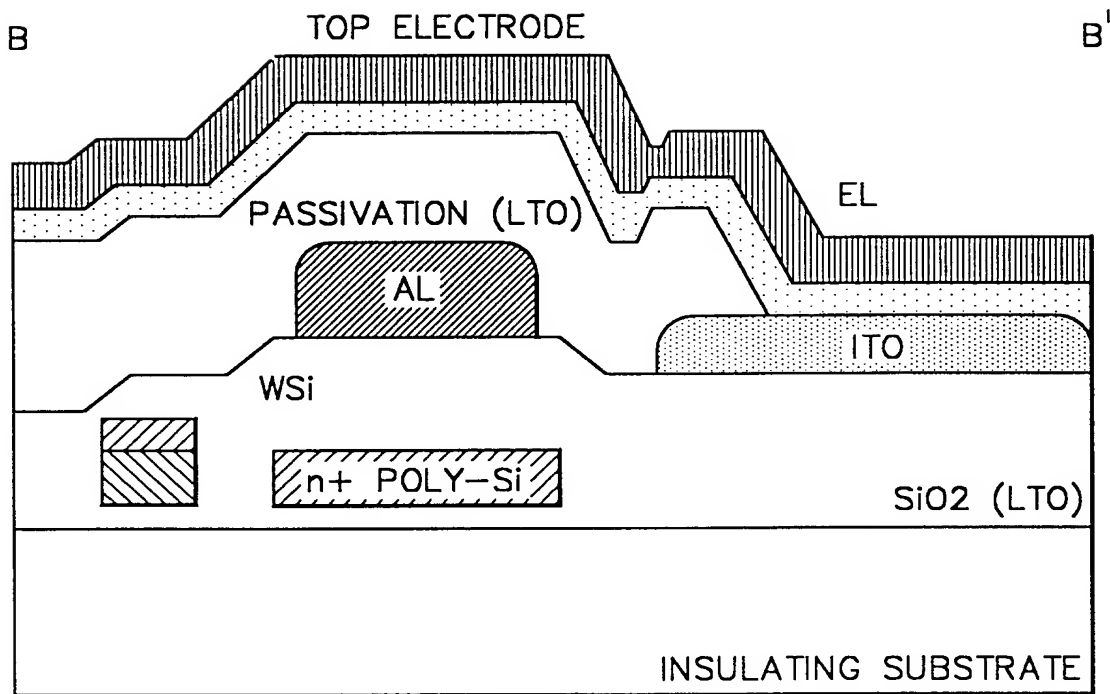 B
TOP ELECTRODE
B'
EL
PASSIVATION (LTO)
AL
ITO
WSi
n+ POLY-Si
SiO2 (LTO)
INSULATING SUBSTRATE